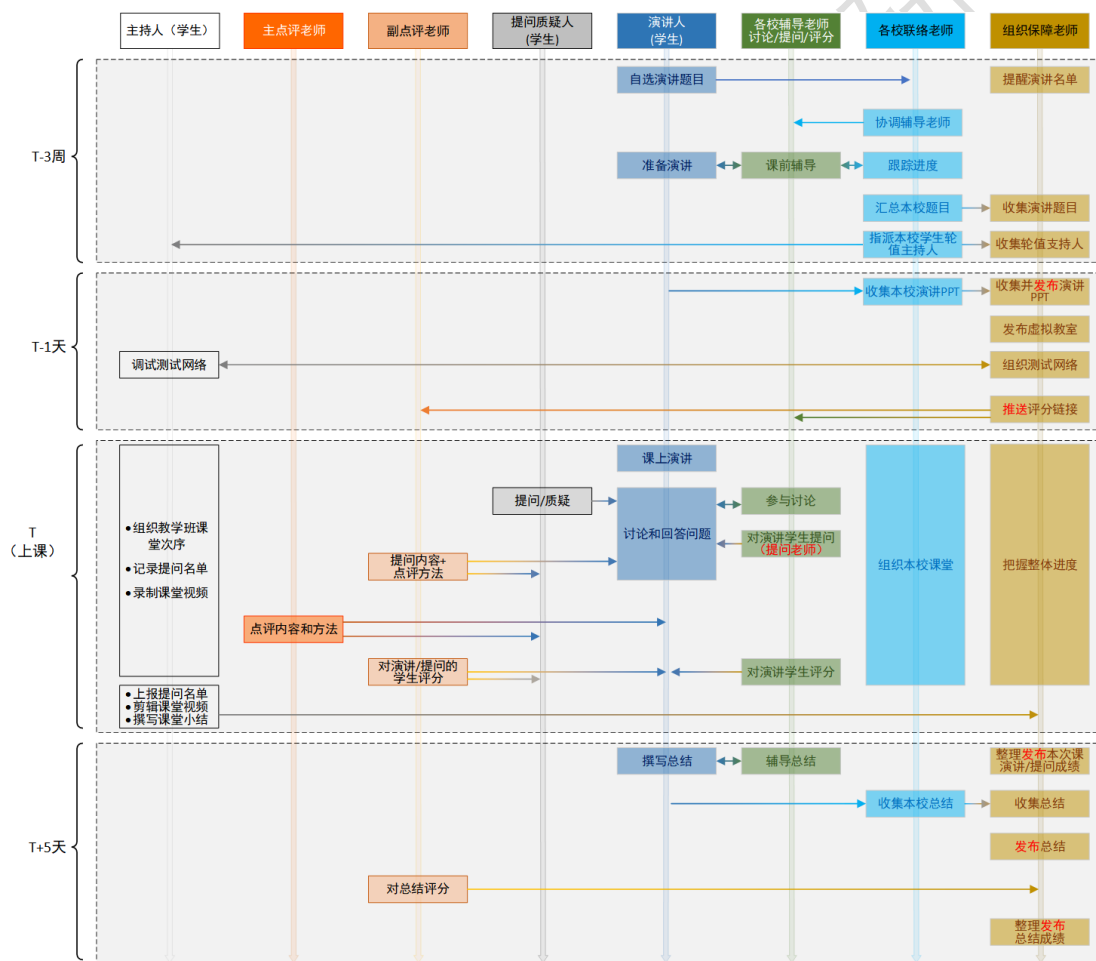 主持人（学生）
主点评老师
副点评老师
提问质疑人
(学生)
演讲人
(学生)
各校辅导老师
讨论/提问/评分
各校联络老师
组织保障老师
T-3周
自选演讲题目
提醒演讲名单
协调辅导老师
准备演讲
课前辅导
跟踪进度
汇总本校题目
收集演讲题目
指派本校学生轮
值主持人
收集轮值支持人
T-1天
收集本校演讲PPT
收集并发布演讲
PPT
发布虚拟教室
调试测试网络
组织测试网络
推送评分链接
T
（上课）
●组织教学班课
堂次序
●记录提问名单
●录制课堂视频
课上演讲
提问/质疑
讨论和回答问题
参与讨论
对演讲学生提问
（提问老师）
提问内容+
点评方法
组织本校课堂
把握整体进度
点评内容和方法
对演讲/提问的
学生评分
对演讲学生评分
●上报提问名单
●剪辑课堂视频
●撰写课堂小结
T+5天
撰写总结
辅导总结
整理发布本次课
演讲/提问成绩
收集本校总结
收集总结
发布总结
对总结评分
整理发布
总结成绩